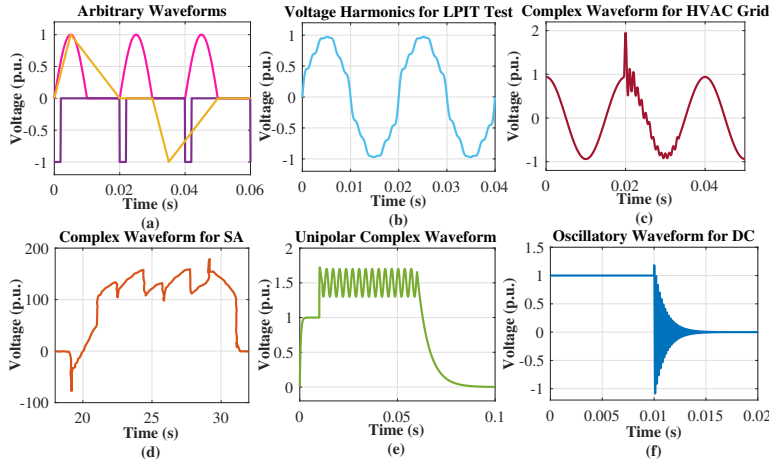 Arbitrary Waveforms
Voltage (p.u.)
1
0.5
0
-0.5
-1
0
0.02
0.04
0.06
Time (s)
(a)
Voltage Harmonics for LPIT Test
Voltage (p.u.)
1
0.5
0
-0.5
-1
0
0.01
0.02
0.03
0.04
Time (s)
(b)
Complex Waveform for HVAC Grid
Voltage (p.u.)
2
1
0
-1
0
0.02
0.04
Time (s)
(c)
Complex Waveform for SA
Voltage (p.u.)
200
100
0
-100
20
25
30
Time (s)
(d)
Unipolar Complex Waveform
Voltage (p.u.)
2
1.5
1
0.5
0
0
0.05
0.1
Time (s)
(e)
Oscillatory Waveform for DC
Voltage (p.u.)
1.5
1
0.5
0
-0.5
-1
0
0.005
0.01
0.015
0.02
Time (s)
(f)